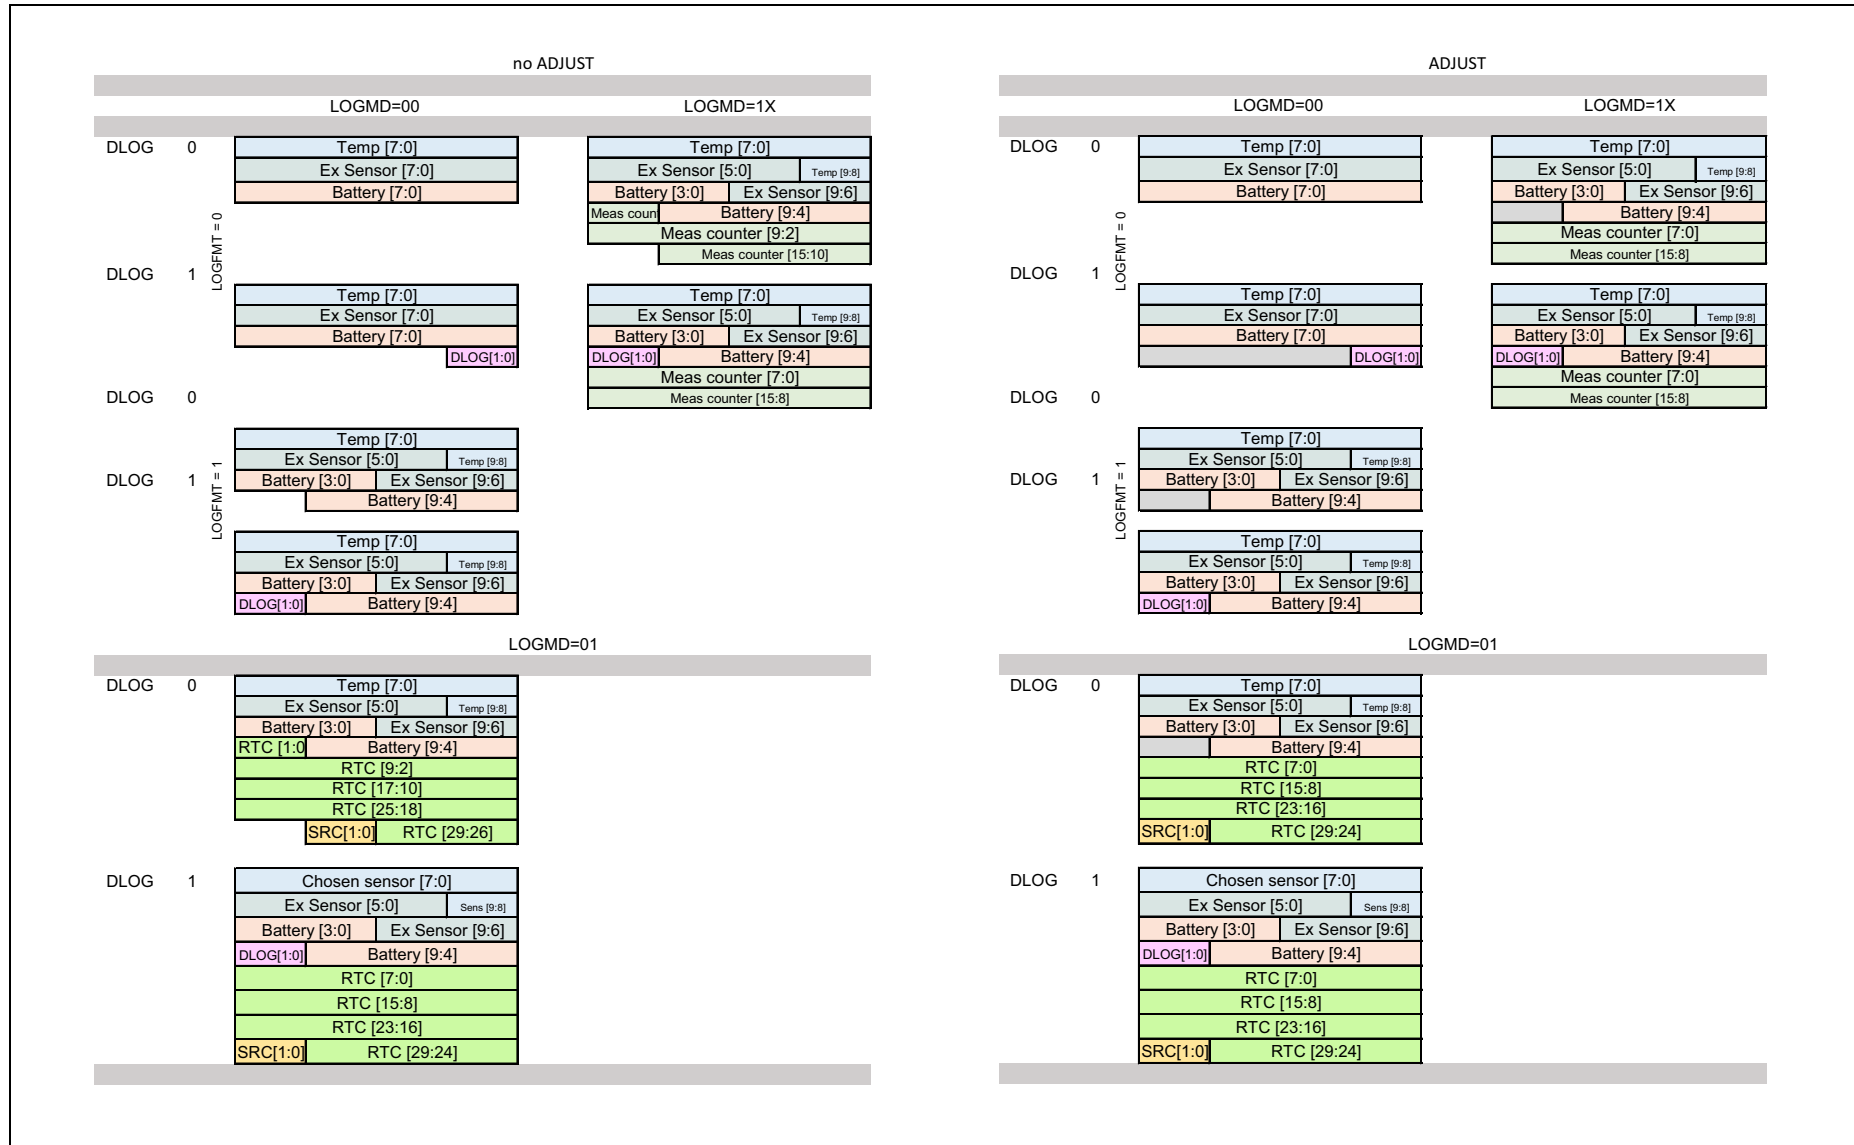 no ADJUST
LOGMD=00 LOGMD=1X
DLOG 0 Temp [7:0] Temp [7:0]
Ex Sensor [7:0] Ex Sensor [5:0] Temp [9:8]
Battery [7:0] Battery [3:0] Ex Sensor [9:6]
Meas coun Battery [9:4]
LOGFMT = 0
Meas counter [9:2]
Meas counter [15:10]
DLOG 1
Temp [7:0] Temp [7:0]
Ex Sensor [7:0] Ex Sensor [5:0] Temp [9:8]
Battery [7:0] Battery [3:0] Ex Sensor [9:6]
DLOG[1:0] DLOG[1:0] Battery [9:4]
Meas counter [7:0]
DLOG 0 Meas counter [15:8]
Temp [7:0]
Ex Sensor [5:0] Temp [9:8]
DLOG 1 Battery [3:0] Ex Sensor [9:6]
LOGFMT = 1
Battery [9:4]
Temp [7:0]
Ex Sensor [5:0] Temp [9:8]
Battery [3:0] Ex Sensor [9:6]
DLOG[1:0] Battery [9:4]
LOGMD=01
DLOG 0 Temp [7:0]
Ex Sensor [5:0] Temp [9:8]
Battery [3:0] Ex Sensor [9:6]
RTC [1:0 Battery [9:4]
RTC [9:2]
RTC [17:10]
RTC [25:18]
SRC[1:0] RTC [29:26]
DLOG 1 Chosen sensor [7:0]
Ex Sensor [5:0] Sens [9:8]
Battery [3:0] Ex Sensor [9:6]
DLOG[1:0] Battery [9:4]
RTC [7:0]
RTC [15:8]
RTC [23:16]
SRC[1:0] RTC [29:24]
ADJUST
LOGMD=00 LOGMD=1X
DLOG 0 Temp [7:0] Temp [7:0]
Ex Sensor [7:0] Ex Sensor [5:0] Temp [9:8]
Battery [7:0] Battery [3:0] Ex Sensor [9:6]
Battery [9:4]
LOGFMT = 0
Meas counter [7:0]
Meas counter [15:8]
DLOG 1
Temp [7:0] Temp [7:0]
Ex Sensor [7:0] Ex Sensor [5:0] Temp [9:8]
Battery [7:0] Battery [3:0] Ex Sensor [9:6]
DLOG[1:0] DLOG[1:0] Battery [9:4]
Meas counter [7:0]
DLOG 0 Meas counter [15:8]
Temp [7:0]
Ex Sensor [5:0] Temp [9:8]
DLOG 1 Battery [3:0] Ex Sensor [9:6]
LOGFMT = 1
Battery [9:4]
Temp [7:0]
Ex Sensor [5:0] Temp [9:8]
Battery [3:0] Ex Sensor [9:6]
DLOG[1:0] Battery [9:4]
LOGMD=01
DLOG 0 Temp [7:0]
Ex Sensor [5:0] Temp [9:8]
Battery [3:0] Ex Sensor [9:6]
Battery [9:4]
RTC [7:0]
RTC [15:8]
RTC [23:16]
SRC[1:0] RTC [29:24]
DLOG 1 Chosen sensor [7:0]
Ex Sensor [5:0] Sens [9:8]
Battery [3:0] Ex Sensor [9:6]
DLOG[1:0] Battery [9:4]
RTC [7:0]
RTC [15:8]
RTC [23:16]
SRC[1:0] RTC [29:24]